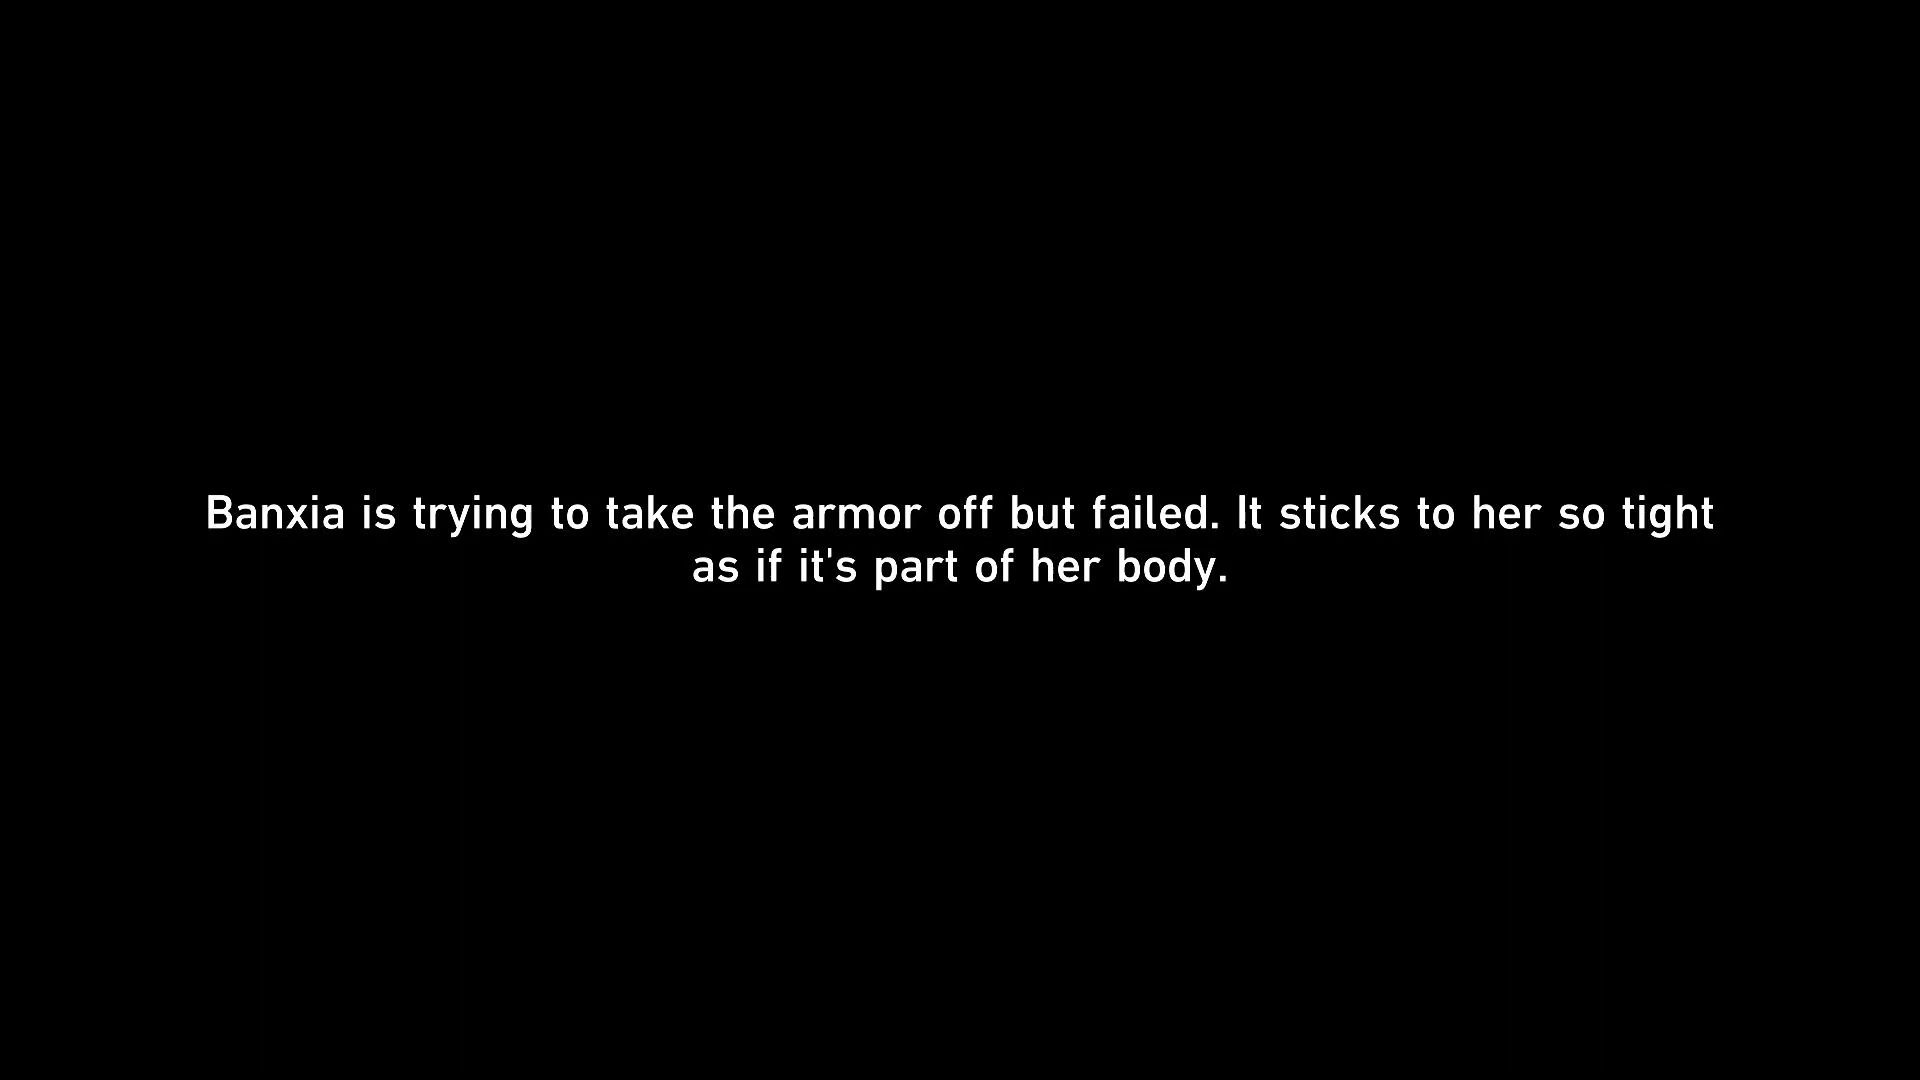 Banxia is trying to take the armor off but failed. It sticks to her so tight
as if it's part of her body.